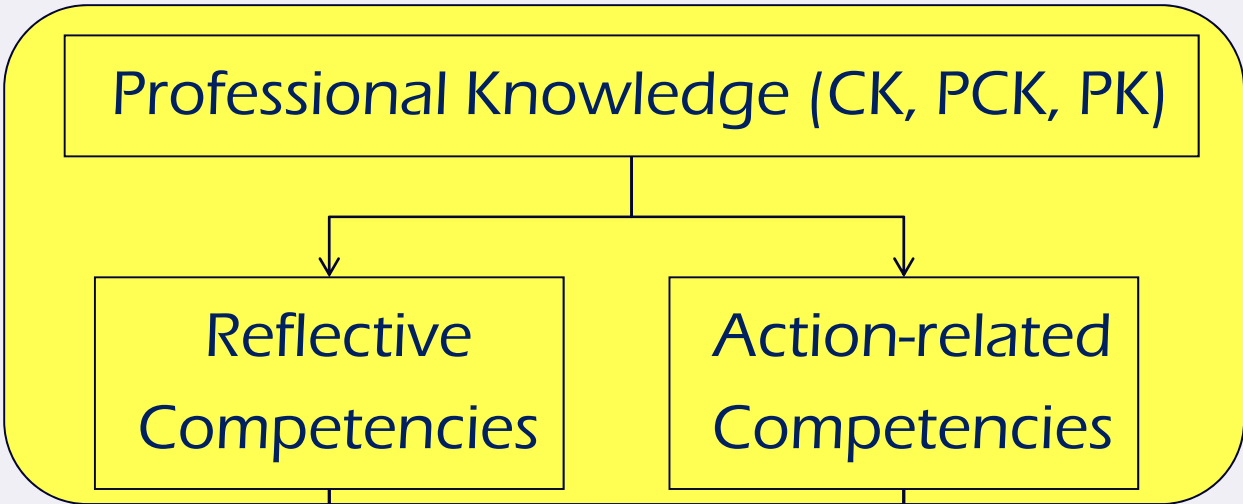 Professional Knowledge (CK, PCK, PK)
Reflective
Competencies
Action-related
Competencies